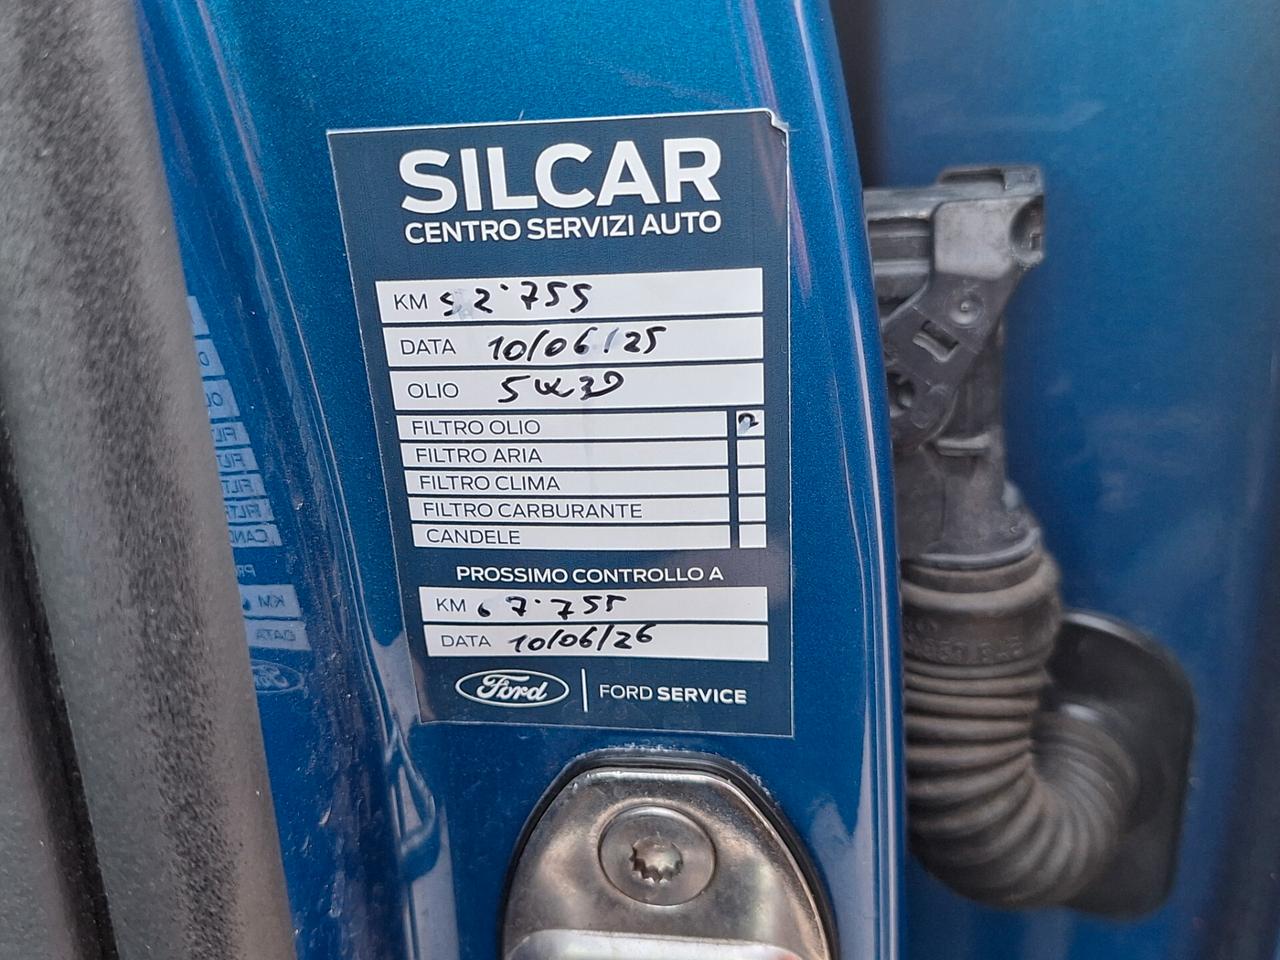 SILCAR
CENTRO SERVIZI AUTO
KM 52'755
DATA 10/06/25
OLIO 5W30
FILTRO OLIO
FILTRO ARIA
FILTRO CLIMA
FILTRO CARBURANTE
CANDELE
PROSSIMO CONTROLLO A
KM 67'755
DATA 10/06/26
Ford FORD SERVICE